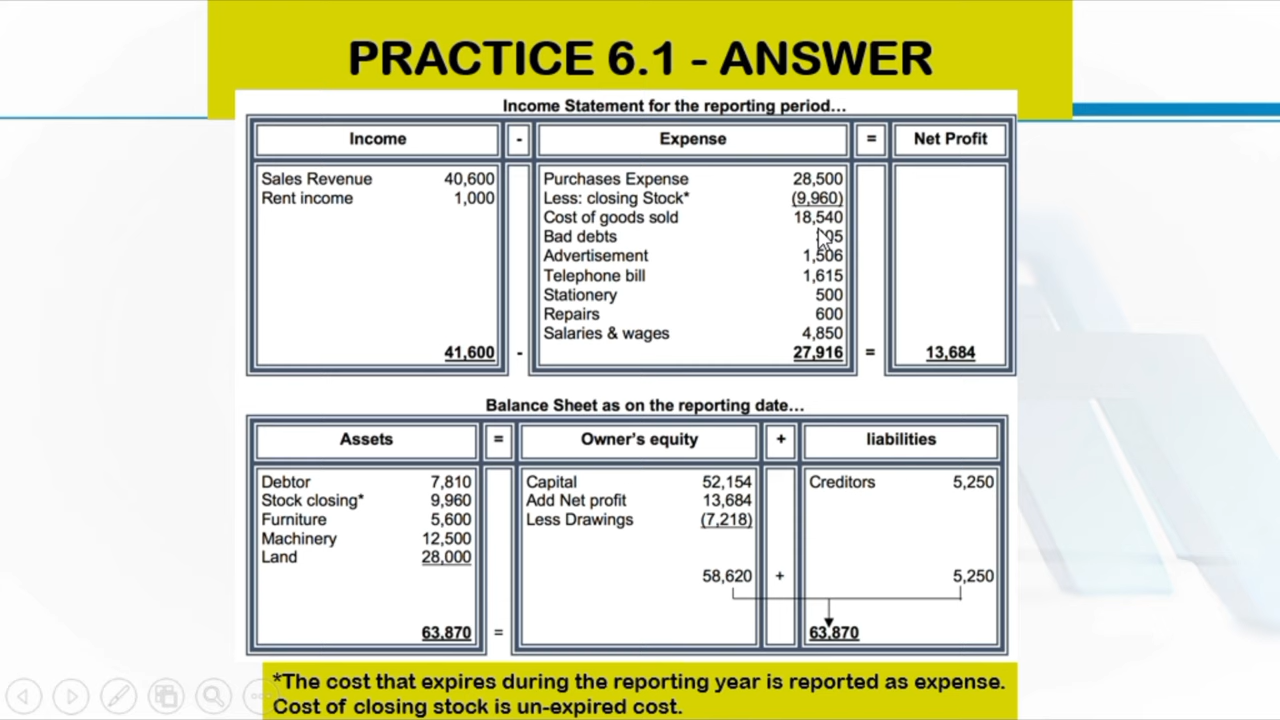 PRACTICE 6.1 - ANSWER
Income Statement for the reporting period...
Income - Expense = Net Profit
Sales Revenue 40,600 Purchases Expense 28,500
Rent income 1,000 Less: closing Stock* (9,960)
Cost of goods sold 18,540
Bad debts
Advertisement 1,506
Telephone bill 1,615
Stationery 500
Repairs 600
Salaries & wages 4,850
41,600 - 27,916 = 13,684
Balance Sheet as on the reporting date...
Assets = Owner's equity + liabilities
Debtor 7,810 Capital 52,154 Creditors 5,250
Stock closing* 9,960 Add Net profit 13,684
Furniture 5,600 Less Drawings (7,218)
Machinery 12,500
Land 28,000
58,620 + 5,250
63,870 = 63,870
*The cost that expires during the reporting year is reported as expense.
Cost of closing stock is un-expired cost.